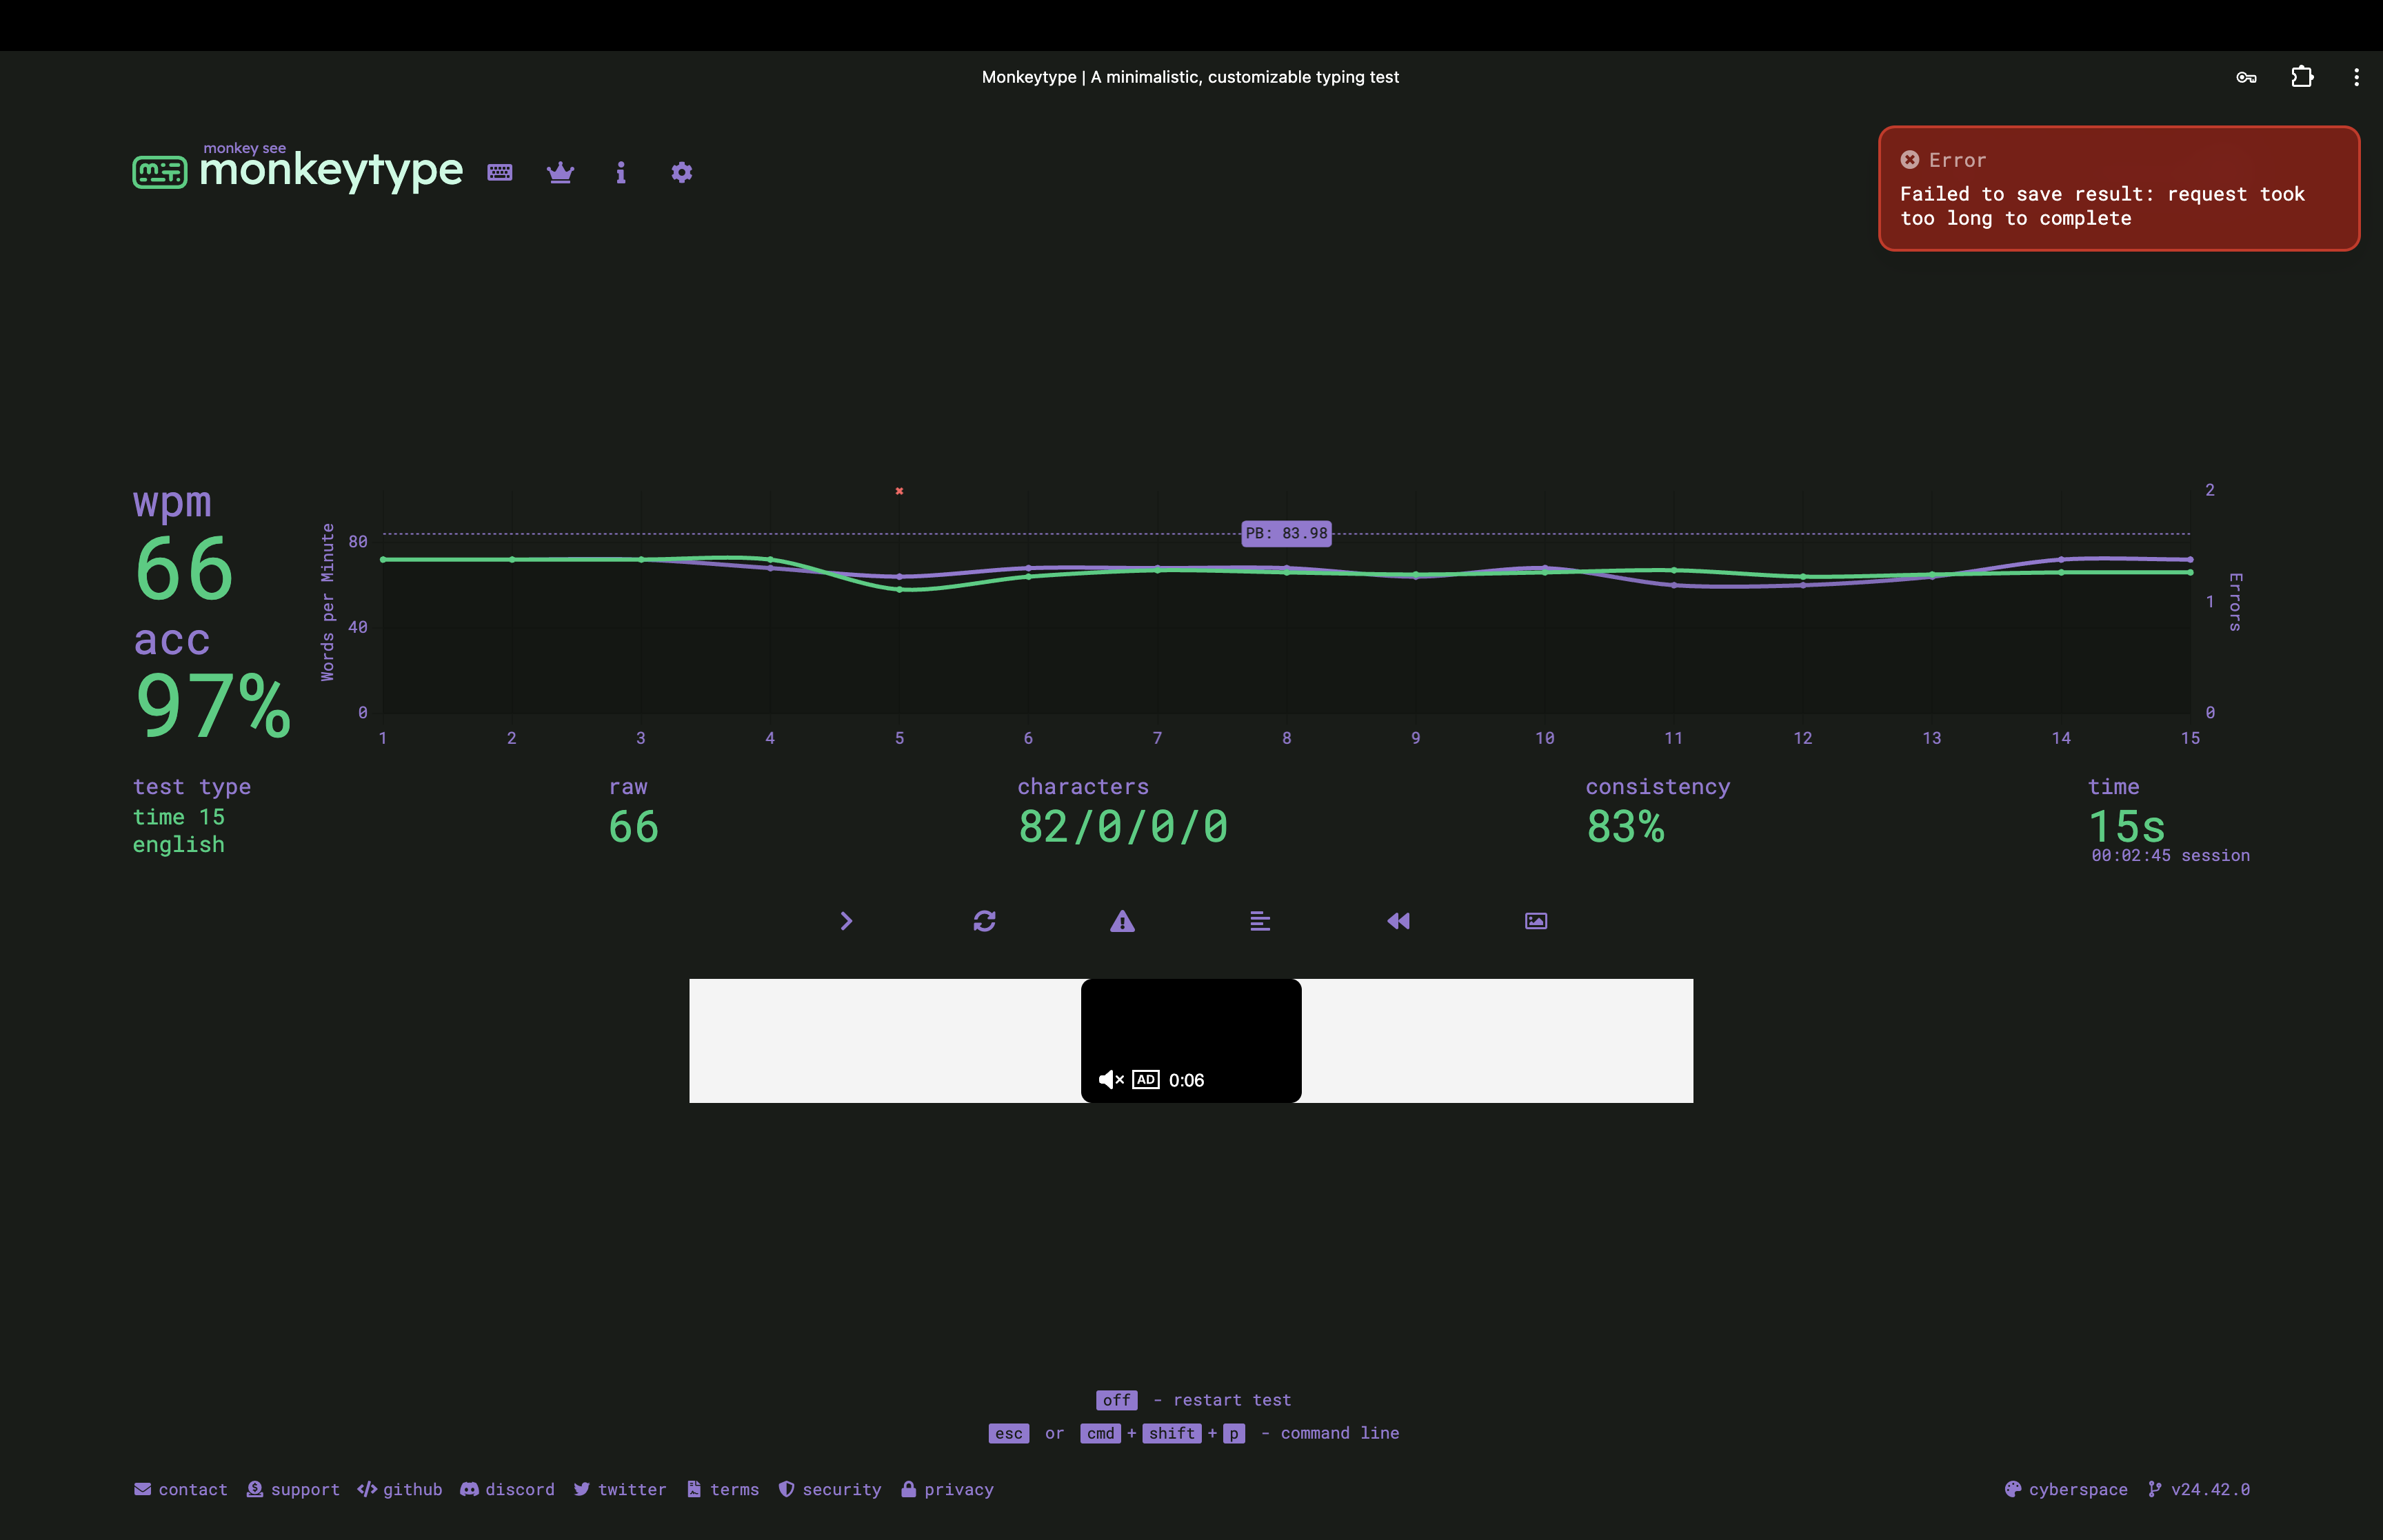 Monkeytype | A minimalistic, customizable typing test
monkey see
monkeytype
Error
Failed to save result: request took
too long to complete
wpm
66
acc
97%
Words per Minute
80
40
0
PB: 83.98
2
1
0
Errors
1 2 3 4 5 6 7 8 9 10 11 12 13 14 15
test type
time 15
english
raw
66
characters
82/0/0/0
consistency
83%
time
15s
00:02:45 session
AD 0:06
off - restart test
esc or cmd + shift + p - command line
contact support github discord twitter terms security privacy cyberspace v24.42.0